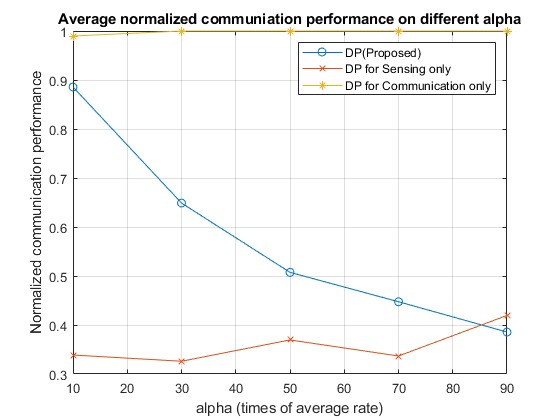 Average normalized communiation performance on different alpha
1
0.9
0.8
0.7
0.6
0.5
0.4
0.3
Normalized communication performance
DP(Proposed)
DP for Sensing only
DP for Communication only
10 20 30 40 50 60 70 80 90
alpha (times of average rate)